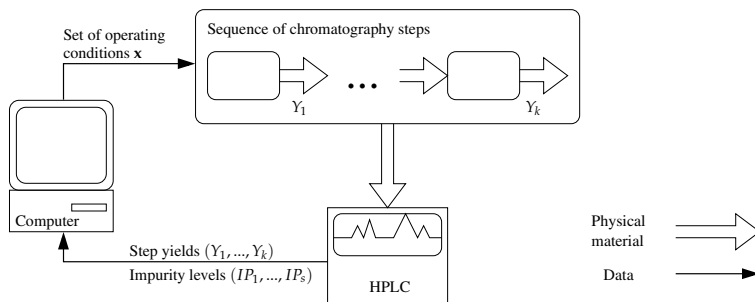 Set of operating
conditions x
Sequence of chromatography steps
Y₁
...
Yₖ
Computer
Step yields (Y₁, ..., Yₖ)
Impurity levels (IP₁, ..., IPₛ)
HPLC
Physical
material
Data